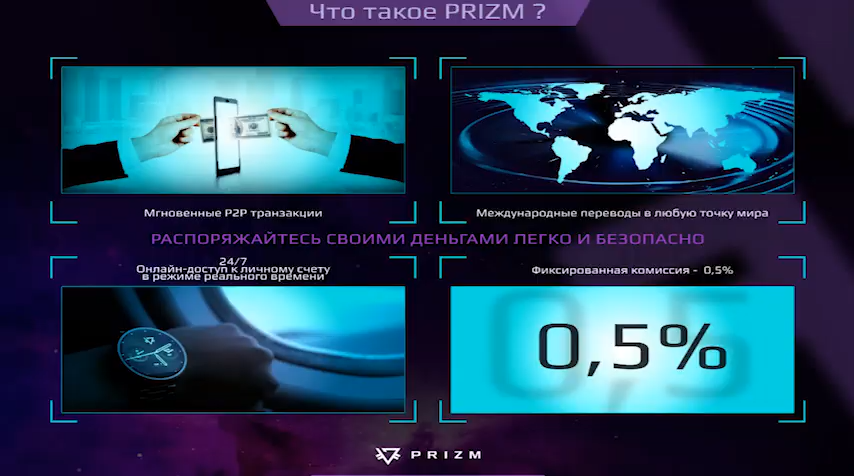 Что такое PRIZM ?
Мгновенные P2P транзакции
Международные переводы в любую точку мира
РАСПОРЯЖАЙТЕСЬ СВОИМИ ДЕНЬГАМИ ЛЕГКО И БЕЗОПАСНО
24/7
Онлайн-доступ к личному счету
в режиме реального времени
Фиксированная комиссия - 0,5%
0,5%
PRIZM